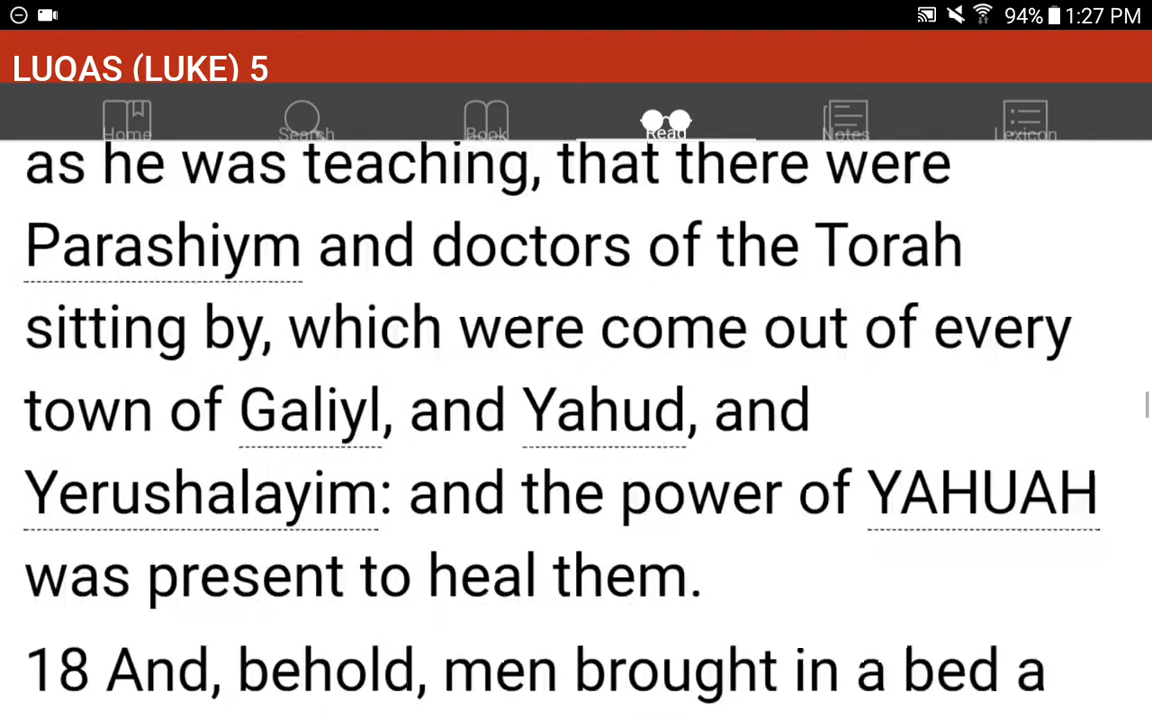 94% 1:27 PM
LUQAS (LUKE) 5
Home Search Book Read Notes Lexicon
as he was teaching, that there were
Parashiym and doctors of the Torah
sitting by, which were come out of every
town of Galiyl, and Yahud, and
Yerushalayim: and the power of YAHUAH
was present to heal them.
18 And, behold, men brought in a bed a